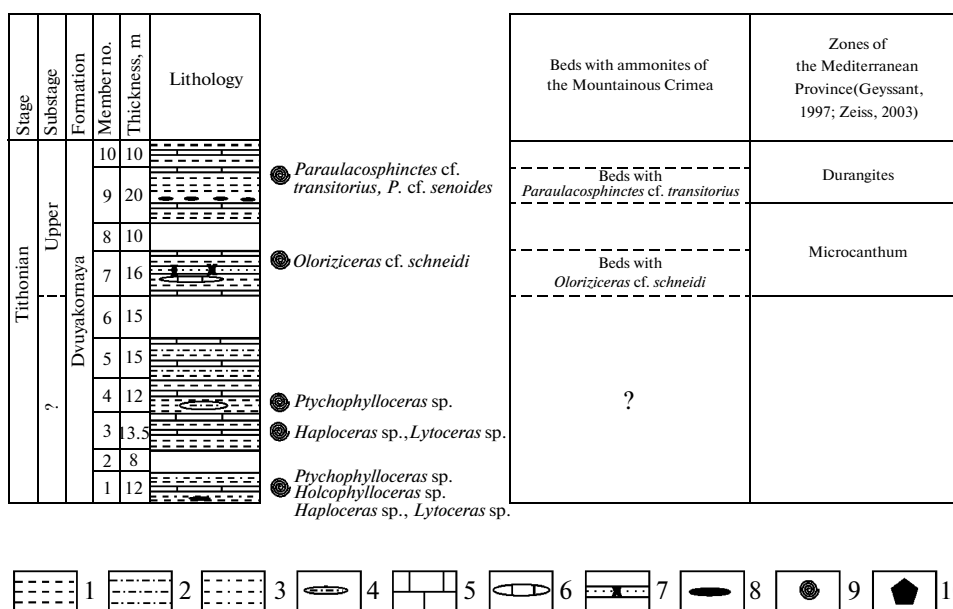 Stage
Substage
Formation
Member no.
Thickness, m
Lithology
Beds with ammonites of
the Mountainous Crimea
Zones of
the Mediterranean
Province(Geyssant,
1997; Zeiss, 2003)
Tithonian
Upper
?
Dvuyakornaya
10 10
9 20
8 10
7 16
6 15
5 15
4 12
3 13.5
2 8
1 12
Paraulacosphinctes cf.
transitorius, P. cf. senoides
Oloriziceras cf. schneidi
Ptychophylloceras sp.
Haploceras sp., Lytoceras sp.
Ptychophylloceras sp.
Holcophylloceras sp.
Haploceras sp., Lytoceras sp.
Beds with
Paraulacosphinctes cf. transitorius
Beds with
Oloriziceras cf. schneidi
?
Durangites
Microcanthum
1 2 3 4 5 6 7 8 9 1